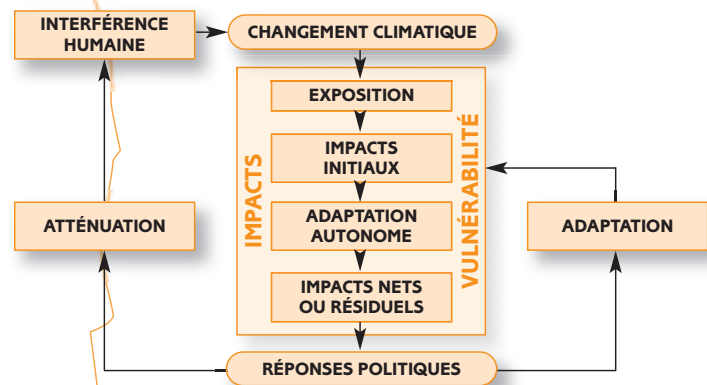 INTERFÉRENCE
HUMAINE
CHANGEMENT CLIMATIQUE
EXPOSITION
IMPACTS
INITIAUX
IMPACTS
VULNÉRABILITÉ
ATTÉNUATION
ADAPTATION
AUTONOME
ADAPTATION
IMPACTS NETS
OU RÉSIDUELS
RÉPONSES POLITIQUES